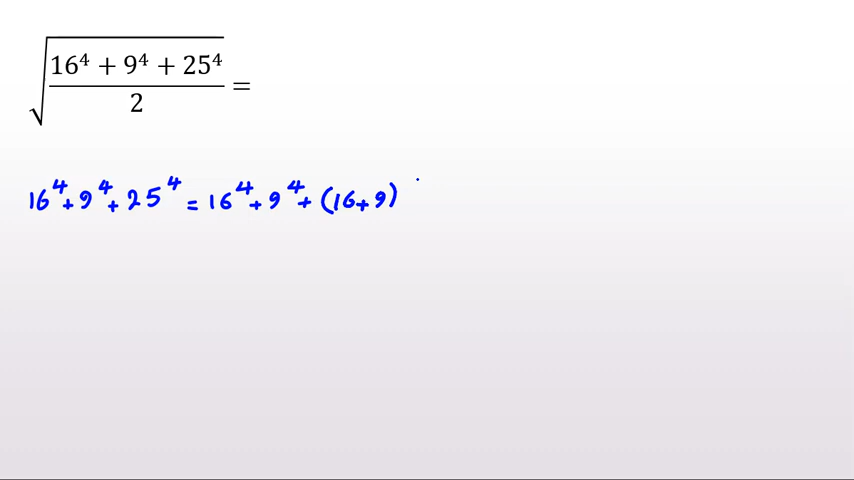 √((16⁴ + 9⁴ + 25⁴)/2) =
16⁴ + 9⁴ + 25⁴ = 16⁴ + 9⁴ + (16 + 9)